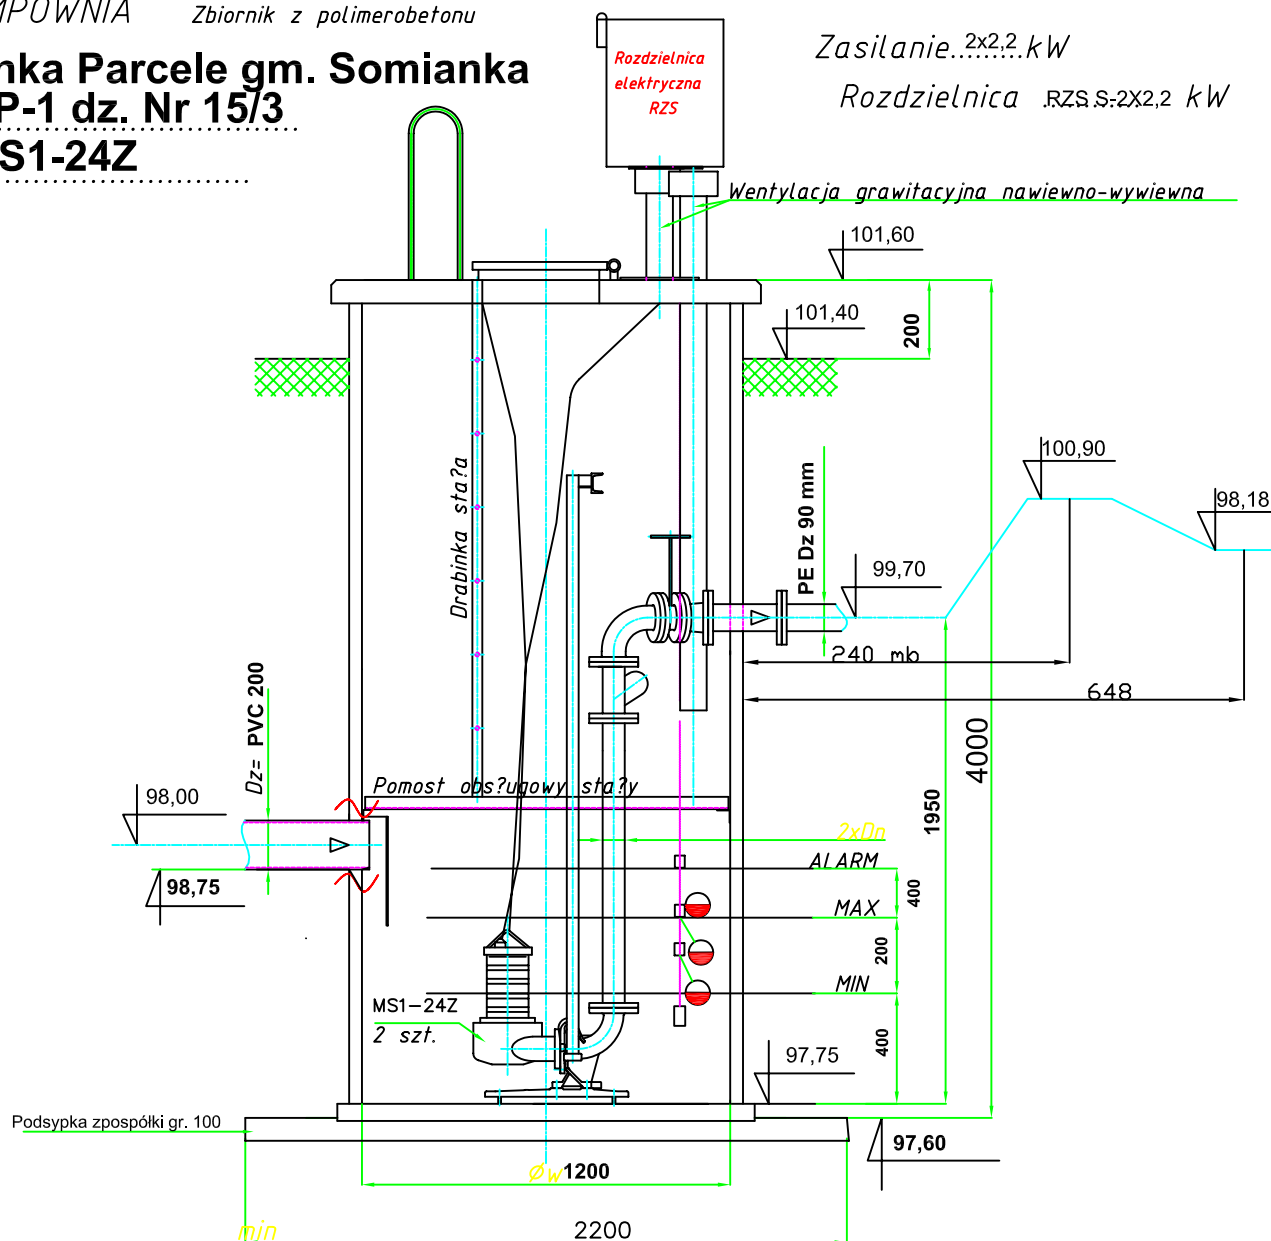 MPOWNIA Zbiornik z polimerobetonu
nka Parcele gm. Somianka
P-1 dz. Nr 15/3
S1-24Z
Rozdzielnica
elektryczna
RZS
Zasilanie..2x2,2..kW
Rozdzielnica .RZS.S-2X2,2 kW
Wentylacja grawitacyjna nawiewno-wywiewna
101,60
101,40
200
100,90
98,18
Drabinka sta?a
PE Dz 90 mm
99,70
240 mb
648
4000
1950
Dz= PVC 200
98,00
98,75
Pomost obs?ugowy sta?y
2xDn
ALARM
400
MAX
200
MIN
400
MS1-24Z
2 szt.
97,75
Podsypka zpospółki gr. 100
97,60
Øw1200
min
2200